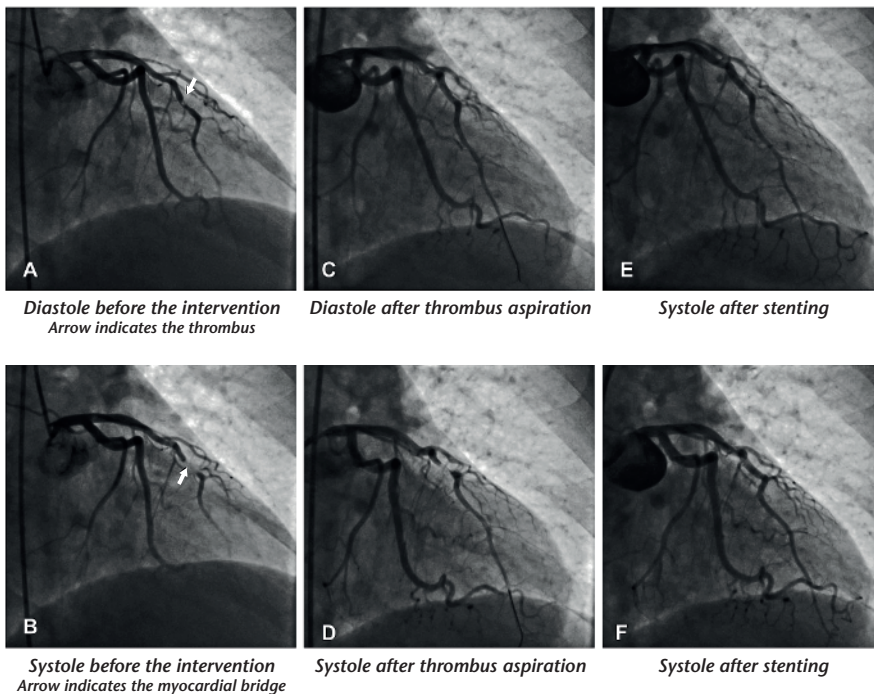 A
C
E
Diastole before the intervention
Arrow indicates the thrombus
Diastole after thrombus aspiration
Systole after stenting
B
D
F
Systole before the intervention
Arrow indicates the myocardial bridge
Systole after thrombus aspiration
Systole after stenting